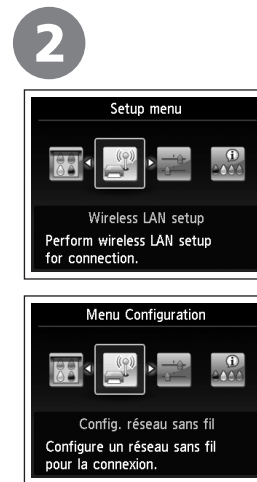 2
Setup menu
Wireless LAN setup
Perform wireless LAN setup
for connection.
Menu Configuration
Config. réseau sans fil
Configure un réseau sans fil
pour la connexion.